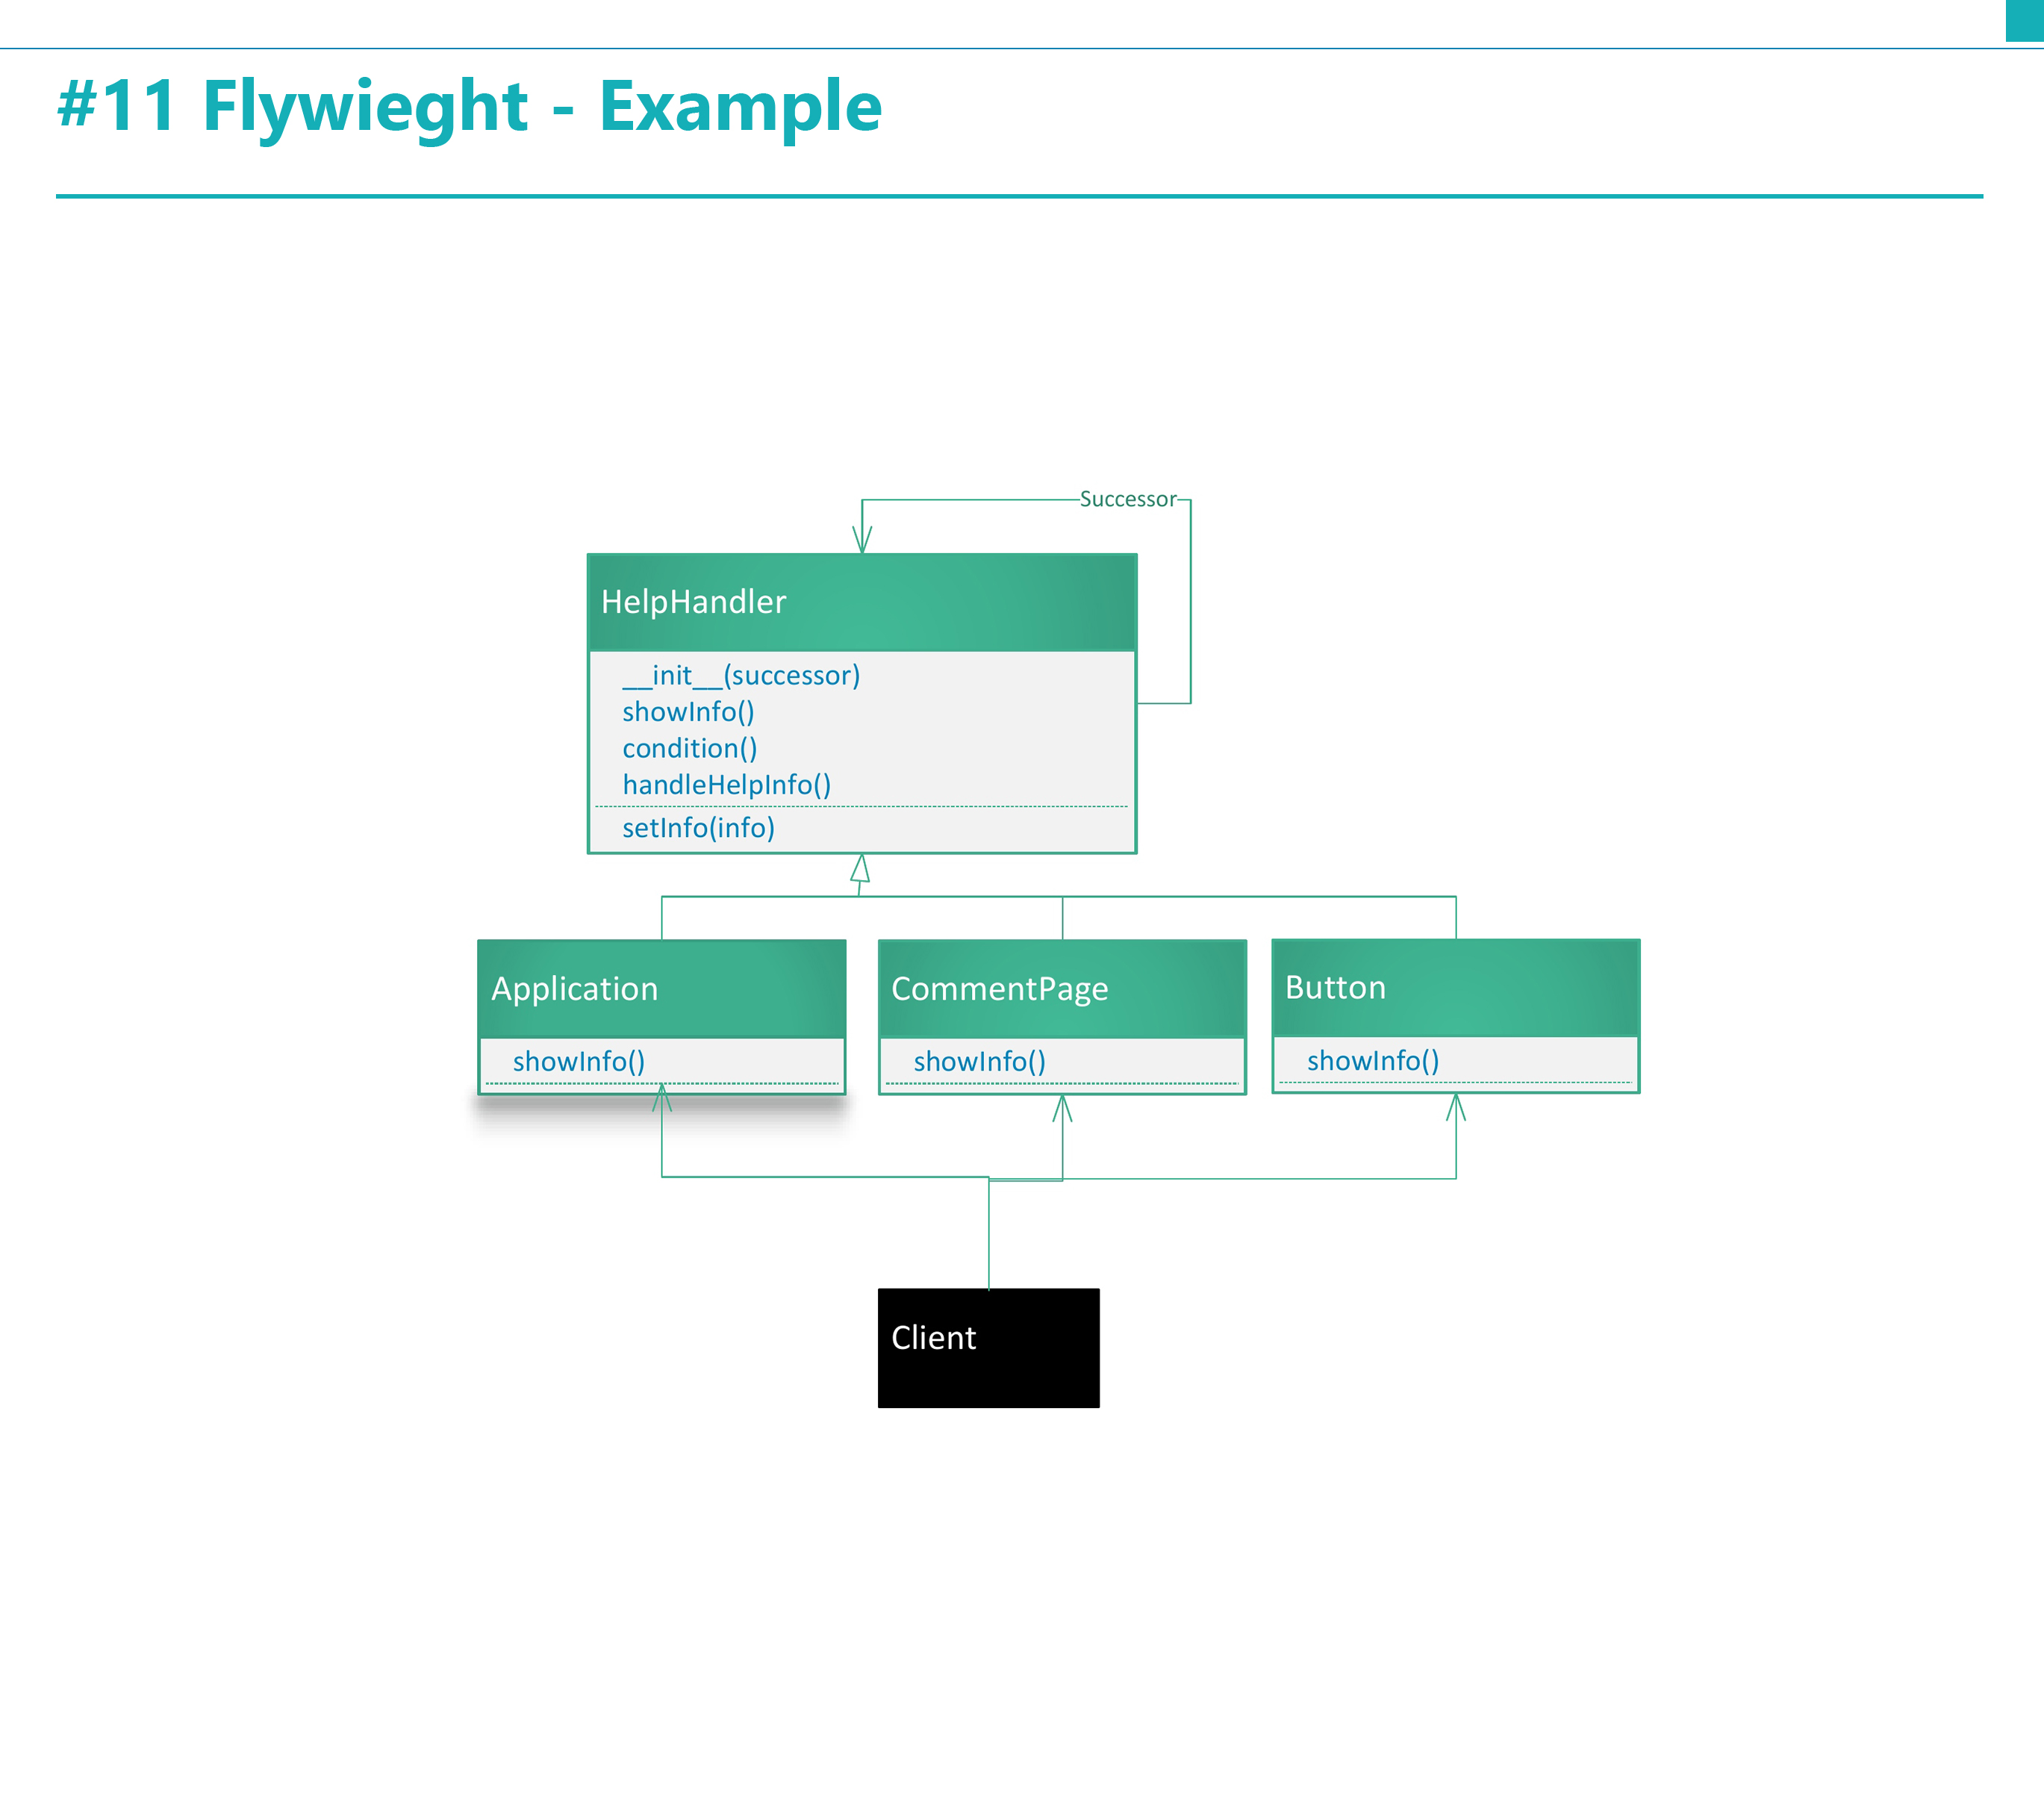 #11 Flywieght - Example
Successor
HelpHandler
__init__(successor)
showInfo()
condition()
handleHelpInfo()
setInfo(info)
Application
showInfo()
CommentPage
showInfo()
Button
showInfo()
Client